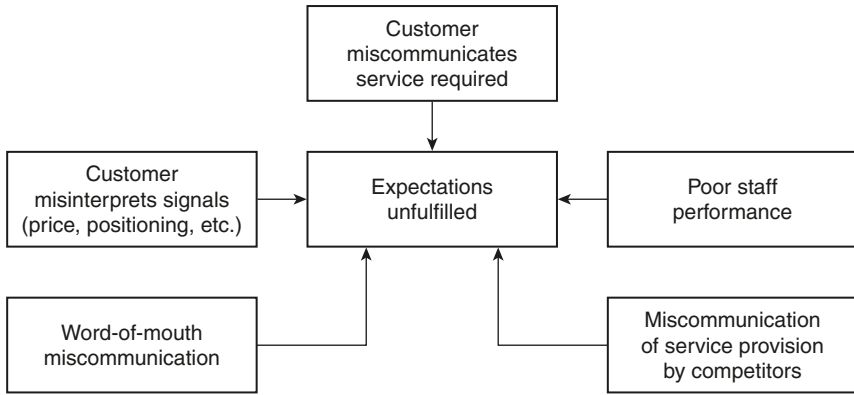 Customer
miscommunicates
service required
Customer
misinterprets signals
(price, positioning, etc.)
Expectations
unfulfilled
Poor staff
performance
Word-of-mouth
miscommunication
Miscommunication
of service provision
by competitors